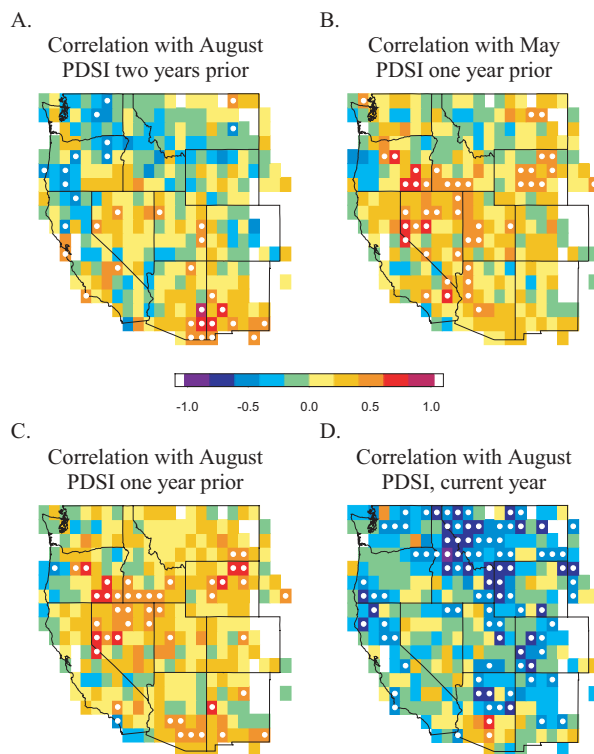 A.
Correlation with August
PDSI two years prior
B.
Correlation with May
PDSI one year prior
-1.0 -0.5 0.0 0.5 1.0
C.
Correlation with August
PDSI one year prior
D.
Correlation with August
PDSI, current year